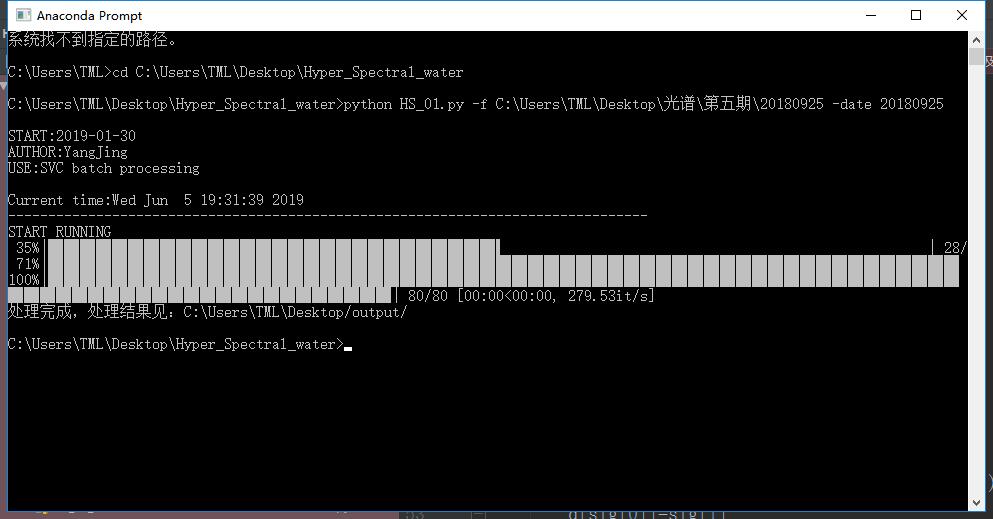 Anaconda Prompt
系统找不到指定的路径。
C:\Users\TML>cd C:\Users\TML\Desktop\Hyper_Spectral_water
C:\Users\TML\Desktop\Hyper_Spectral_water>python HS_01.py -f C:\Users\TML\Desktop\光谱\第五期\20180925 -date 20180925
START:2019-01-30
AUTHOR:YangJing
USE:SVC batch processing
Current time:Wed Jun  5 19:31:39 2019
--------------------------------------------------------------------------------
START RUNNING
35%| | 28/
71%|
100%|
| 80/80 [00:00<00:00, 279.53it/s]
处理完成，处理结果见：C:\Users\TML\Desktop/output/
C:\Users\TML\Desktop\Hyper_Spectral_water>